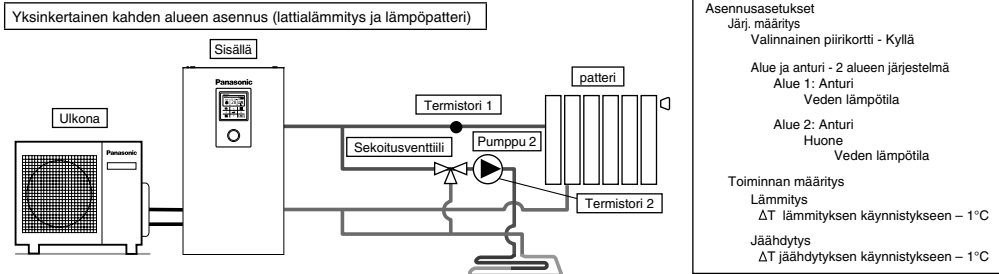 Yksinkertainen kahden alueen asennus (lattialämmitys ja lämpöpatteri)
Sisällä
Panasonic
Ulkona
Panasonic
Termistori 1
patteri
Sekoitusventtiili
Pumppu 2
Termistori 2
Asennusasetukset
Järj. määritys
Valinnainen piirikortti - Kyllä
Alue ja anturi - 2 alueen järjestelmä
Alue 1: Anturi
Veden lämpötila
Alue 2: Anturi
Huone
Veden lämpötila
Toiminnan määritys
Lämmitys
ΔT lämmityksen käynnistykseen – 1°C
Jäähdytys
ΔT jäähdytyksen käynnistykseen – 1°C